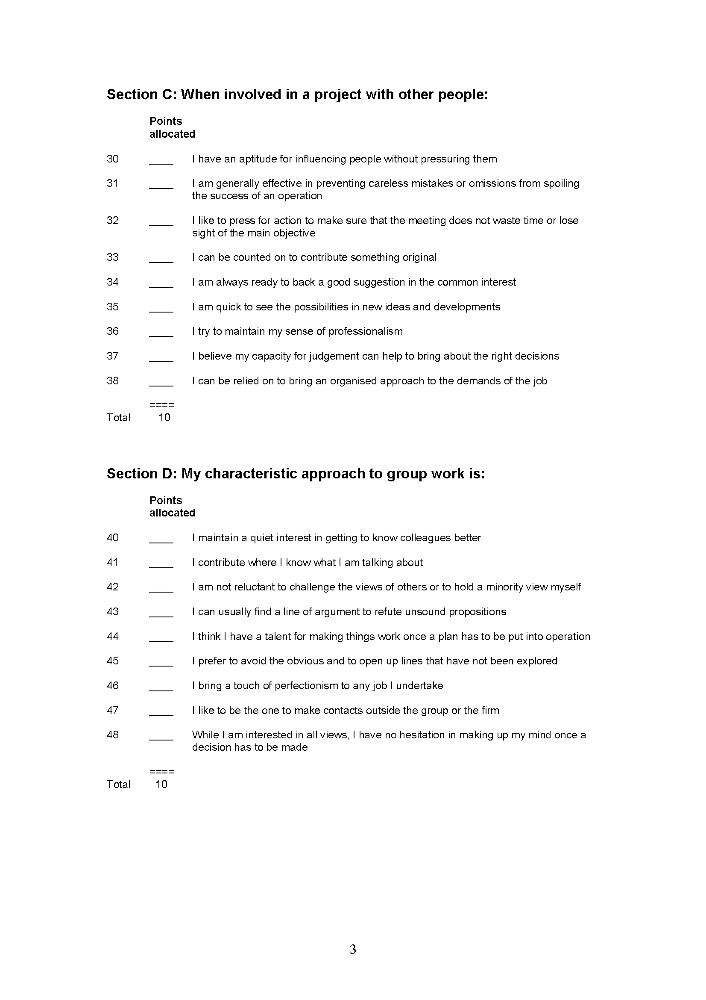 Section C: When involved in a project with other people:
Points
allocated
30 ____ I have an aptitude for influencing people without pressuring them
31 ____ I am generally effective in preventing careless mistakes or omissions from spoiling
the success of an operation
32 ____ I like to press for action to make sure that the meeting does not waste time or lose
sight of the main objective
33 ____ I can be counted on to contribute something original
34 ____ I am always ready to back a good suggestion in the common interest
35 ____ I am quick to see the possibilities in new ideas and developments
36 ____ I try to maintain my sense of professionalism
37 ____ I believe my capacity for judgement can help to bring about the right decisions
38 ____ I can be relied on to bring an organised approach to the demands of the job
====
Total 10
Section D: My characteristic approach to group work is:
Points
allocated
40 ____ I maintain a quiet interest in getting to know colleagues better
41 ____ I contribute where I know what I am talking about
42 ____ I am not reluctant to challenge the views of others or to hold a minority view myself
43 ____ I can usually find a line of argument to refute unsound propositions
44 ____ I think I have a talent for making things work once a plan has to be put into operation
45 ____ I prefer to avoid the obvious and to open up lines that have not been explored
46 ____ I bring a touch of perfectionism to any job I undertake
47 ____ I like to be the one to make contacts outside the group or the firm
48 ____ While I am interested in all views, I have no hesitation in making up my mind once a
decision has to be made
====
Total 10
3